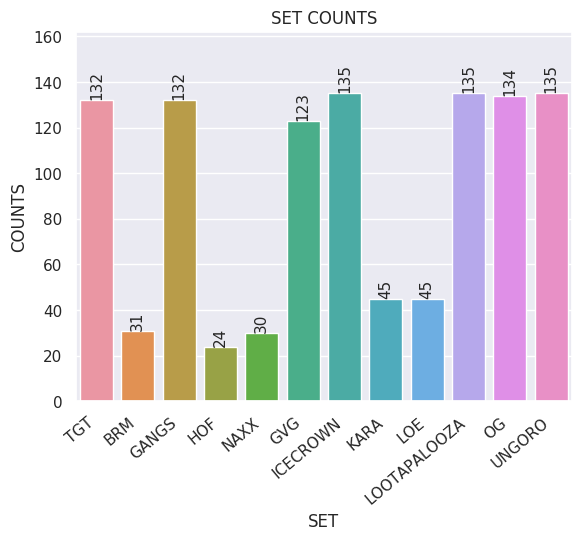 SET COUNTS
COUNTS
160
140
120
100
80
60
40
20
0
132
31
132
24
30
123
135
45
45
135
134
135
TGT
BRM
GANGS
HOF
NAXX
GVG
ICECROWN
KARA
LOE
LOOTAPALOOZA
OG
UNGORO
SET